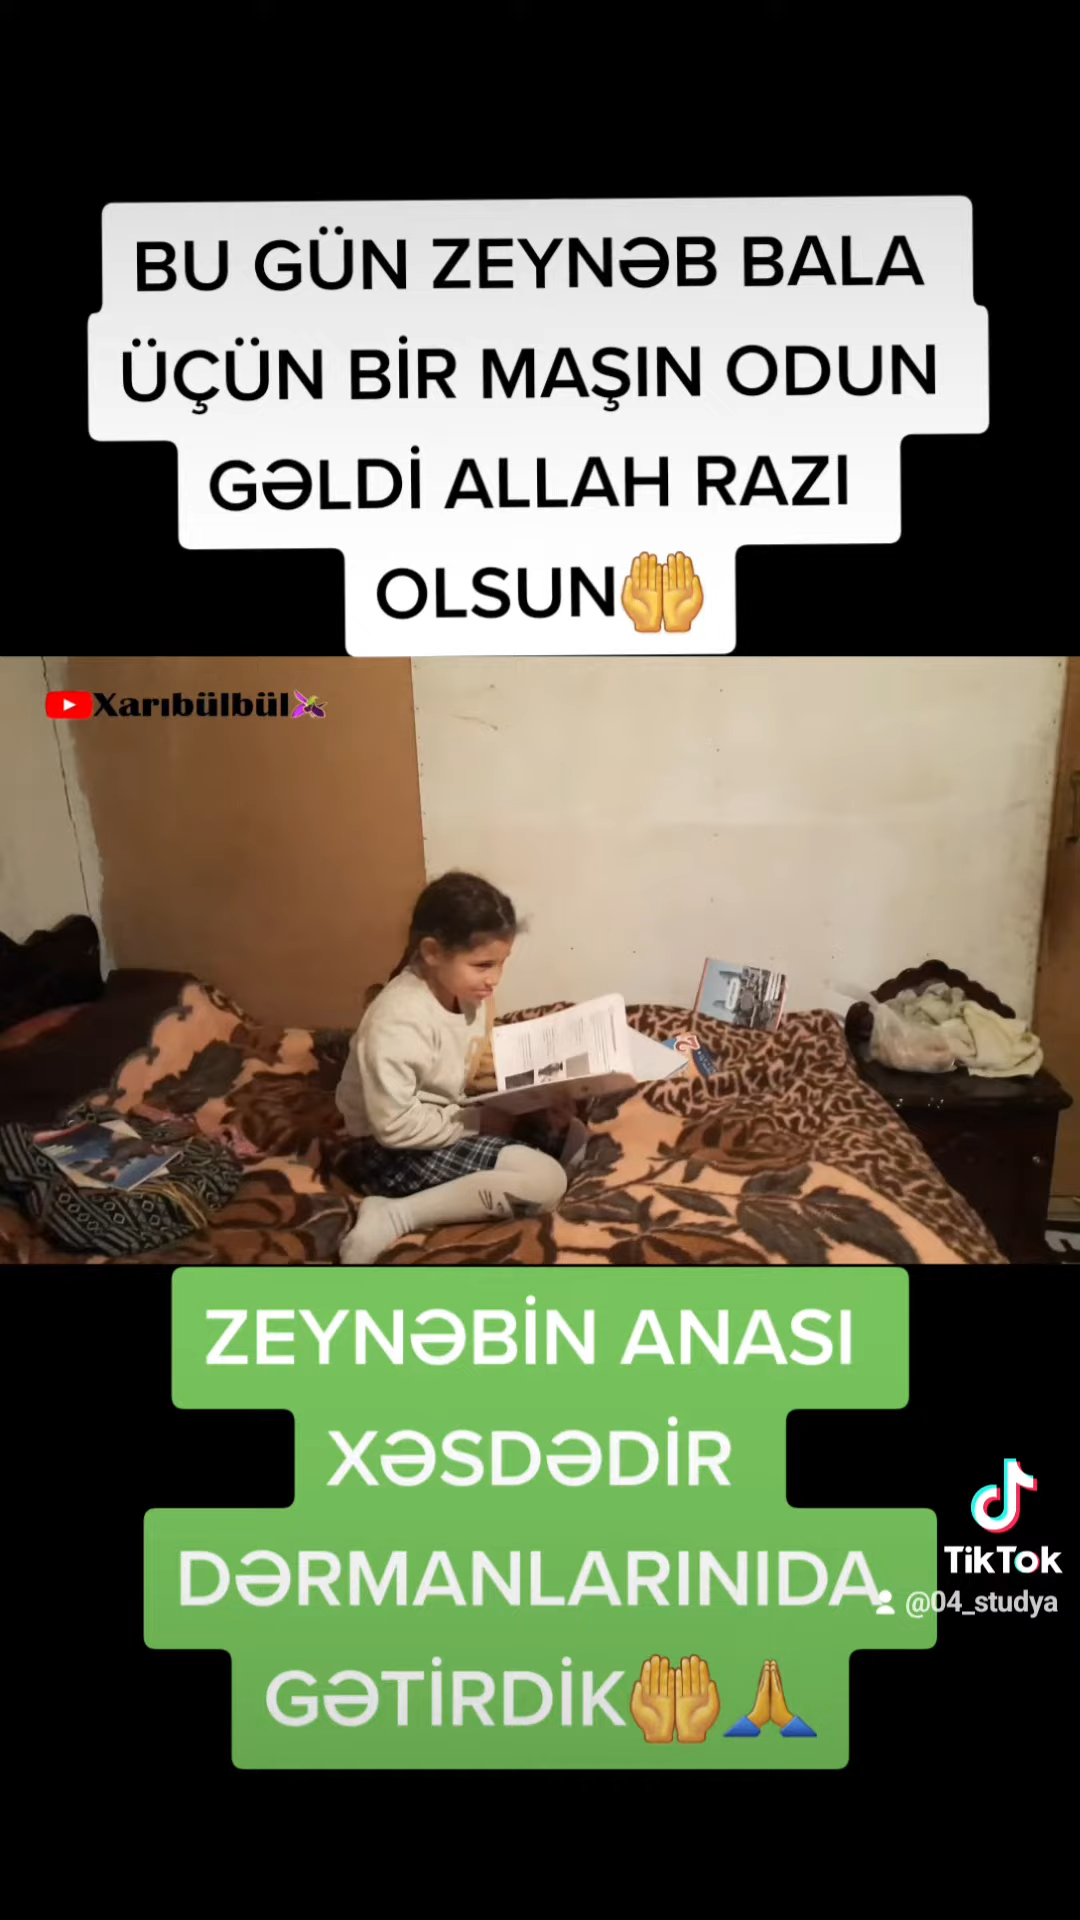 BU GÜN ZEYNƏB BALA
ÜÇÜN BİR MAŞIN ODUN
GƏLDİ ALLAH RAZI
OLSUN🤲
Xarıbülbül
ZEYNƏBİN ANASI
XƏSDƏDİR
DƏRMANLARINIDA
GƏTİRDİK🤲🙏
TikTok
@04_studya